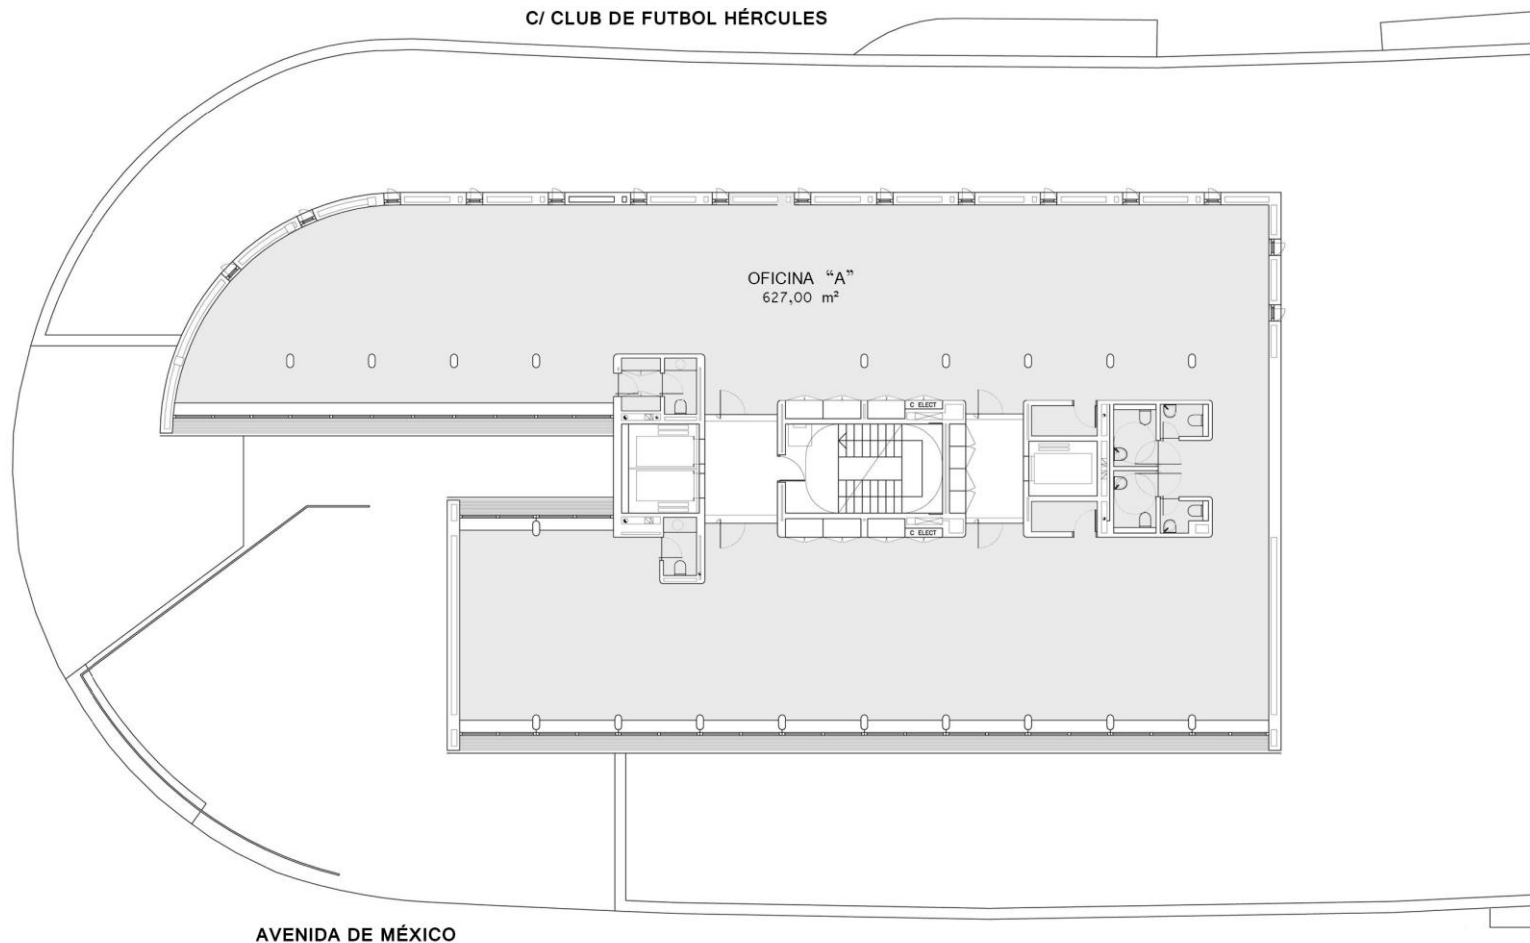 C/ CLUB DE FUTBOL HÉRCULES
OFICINA “A”
627,00 m²
C ELECT
C ELECT
AVENIDA DE MÉXICO